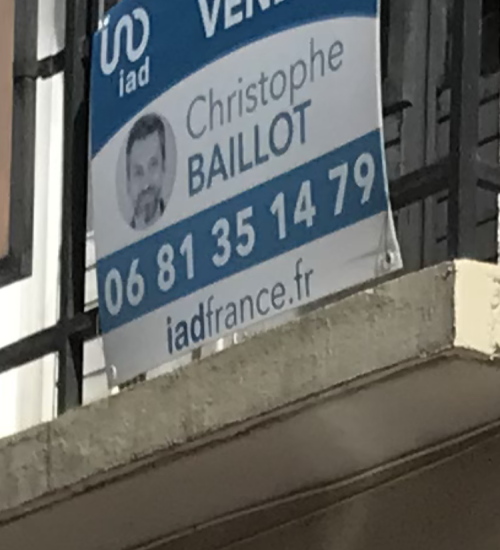 iad
Christophe
BAILLOT
06 81 35 14 79
iadfrance.fr